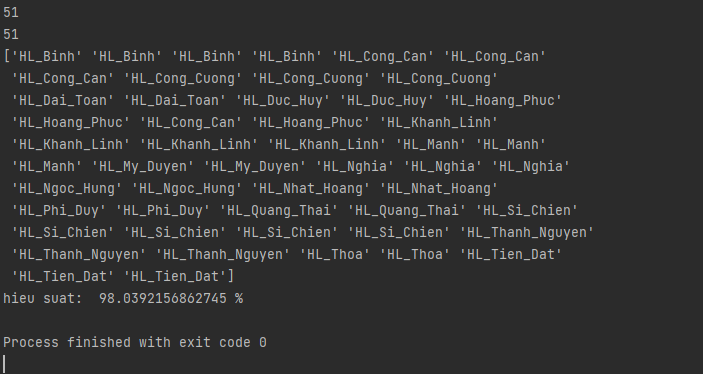 51
51
['HL_Binh' 'HL_Binh' 'HL_Binh' 'HL_Binh' 'HL_Cong_Can' 'HL_Cong_Can'
'HL_Cong_Can' 'HL_Cong_Cuong' 'HL_Cong_Cuong' 'HL_Cong_Cuong'
'HL_Dai_Toan' 'HL_Dai_Toan' 'HL_Duc_Huy' 'HL_Duc_Huy' 'HL_Hoang_Phuc'
'HL_Hoang_Phuc' 'HL_Cong_Can' 'HL_Hoang_Phuc' 'HL_Khanh_Linh'
'HL_Khanh_Linh' 'HL_Khanh_Linh' 'HL_Khanh_Linh' 'HL_Manh' 'HL_Manh'
'HL_Manh' 'HL_My_Duyen' 'HL_My_Duyen' 'HL_Nghia' 'HL_Nghia' 'HL_Nghia'
'HL_Ngoc_Hung' 'HL_Ngoc_Hung' 'HL_Nhat_Hoang' 'HL_Nhat_Hoang'
'HL_Phi_Duy' 'HL_Phi_Duy' 'HL_Quang_Thai' 'HL_Quang_Thai' 'HL_Si_Chien'
'HL_Si_Chien' 'HL_Si_Chien' 'HL_Si_Chien' 'HL_Si_Chien' 'HL_Thanh_Nguyen'
'HL_Thanh_Nguyen' 'HL_Thanh_Nguyen' 'HL_Thoa' 'HL_Thoa' 'HL_Tien_Dat'
'HL_Tien_Dat' 'HL_Tien_Dat']
hieu suat:  98.0392156862745 %
Process finished with exit code 0